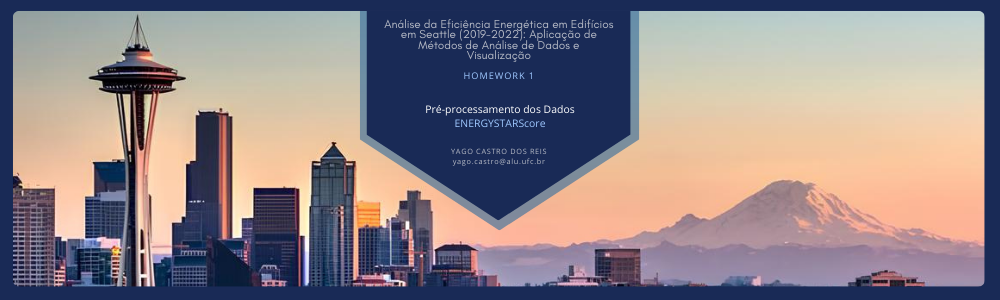 Análise da Eficiência Energética em Edifícios
em Seattle (2019-2022): Aplicação de
Métodos de Análise de Dados e
Visualização
HOMEWORK 1
Pré-processamento dos Dados
ENERGYSTARScore
YAGO CASTRO DOS REIS
yago.castro@alu.ufc.br